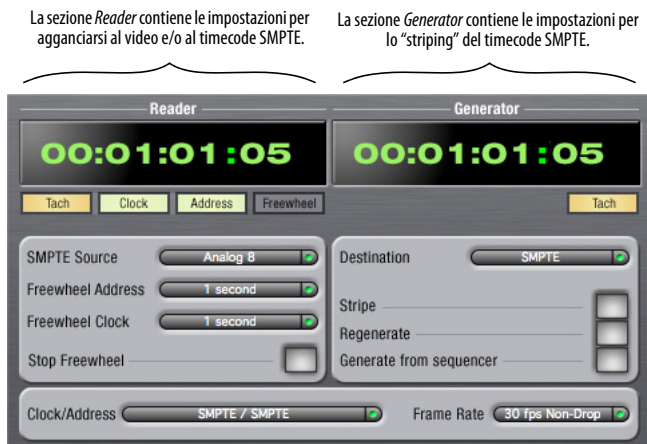 La sezione Reader contiene le impostazioni per
agganciarsi al video e/o al timecode SMPTE.
La sezione Generator contiene le impostazioni per
lo “striping” del timecode SMPTE.
Reader
00:01:01:05
Tach Clock Address Freewheel
SMPTE Source Analog 8
Freewheel Address 1 second
Freewheel Clock 1 second
Stop Freewheel
Generator
00:01:01:05
Tach
Destination SMPTE
Stripe
Regenerate
Generate from sequencer
Clock/Address SMPTE / SMPTE Frame Rate 30 fps Non-Drop